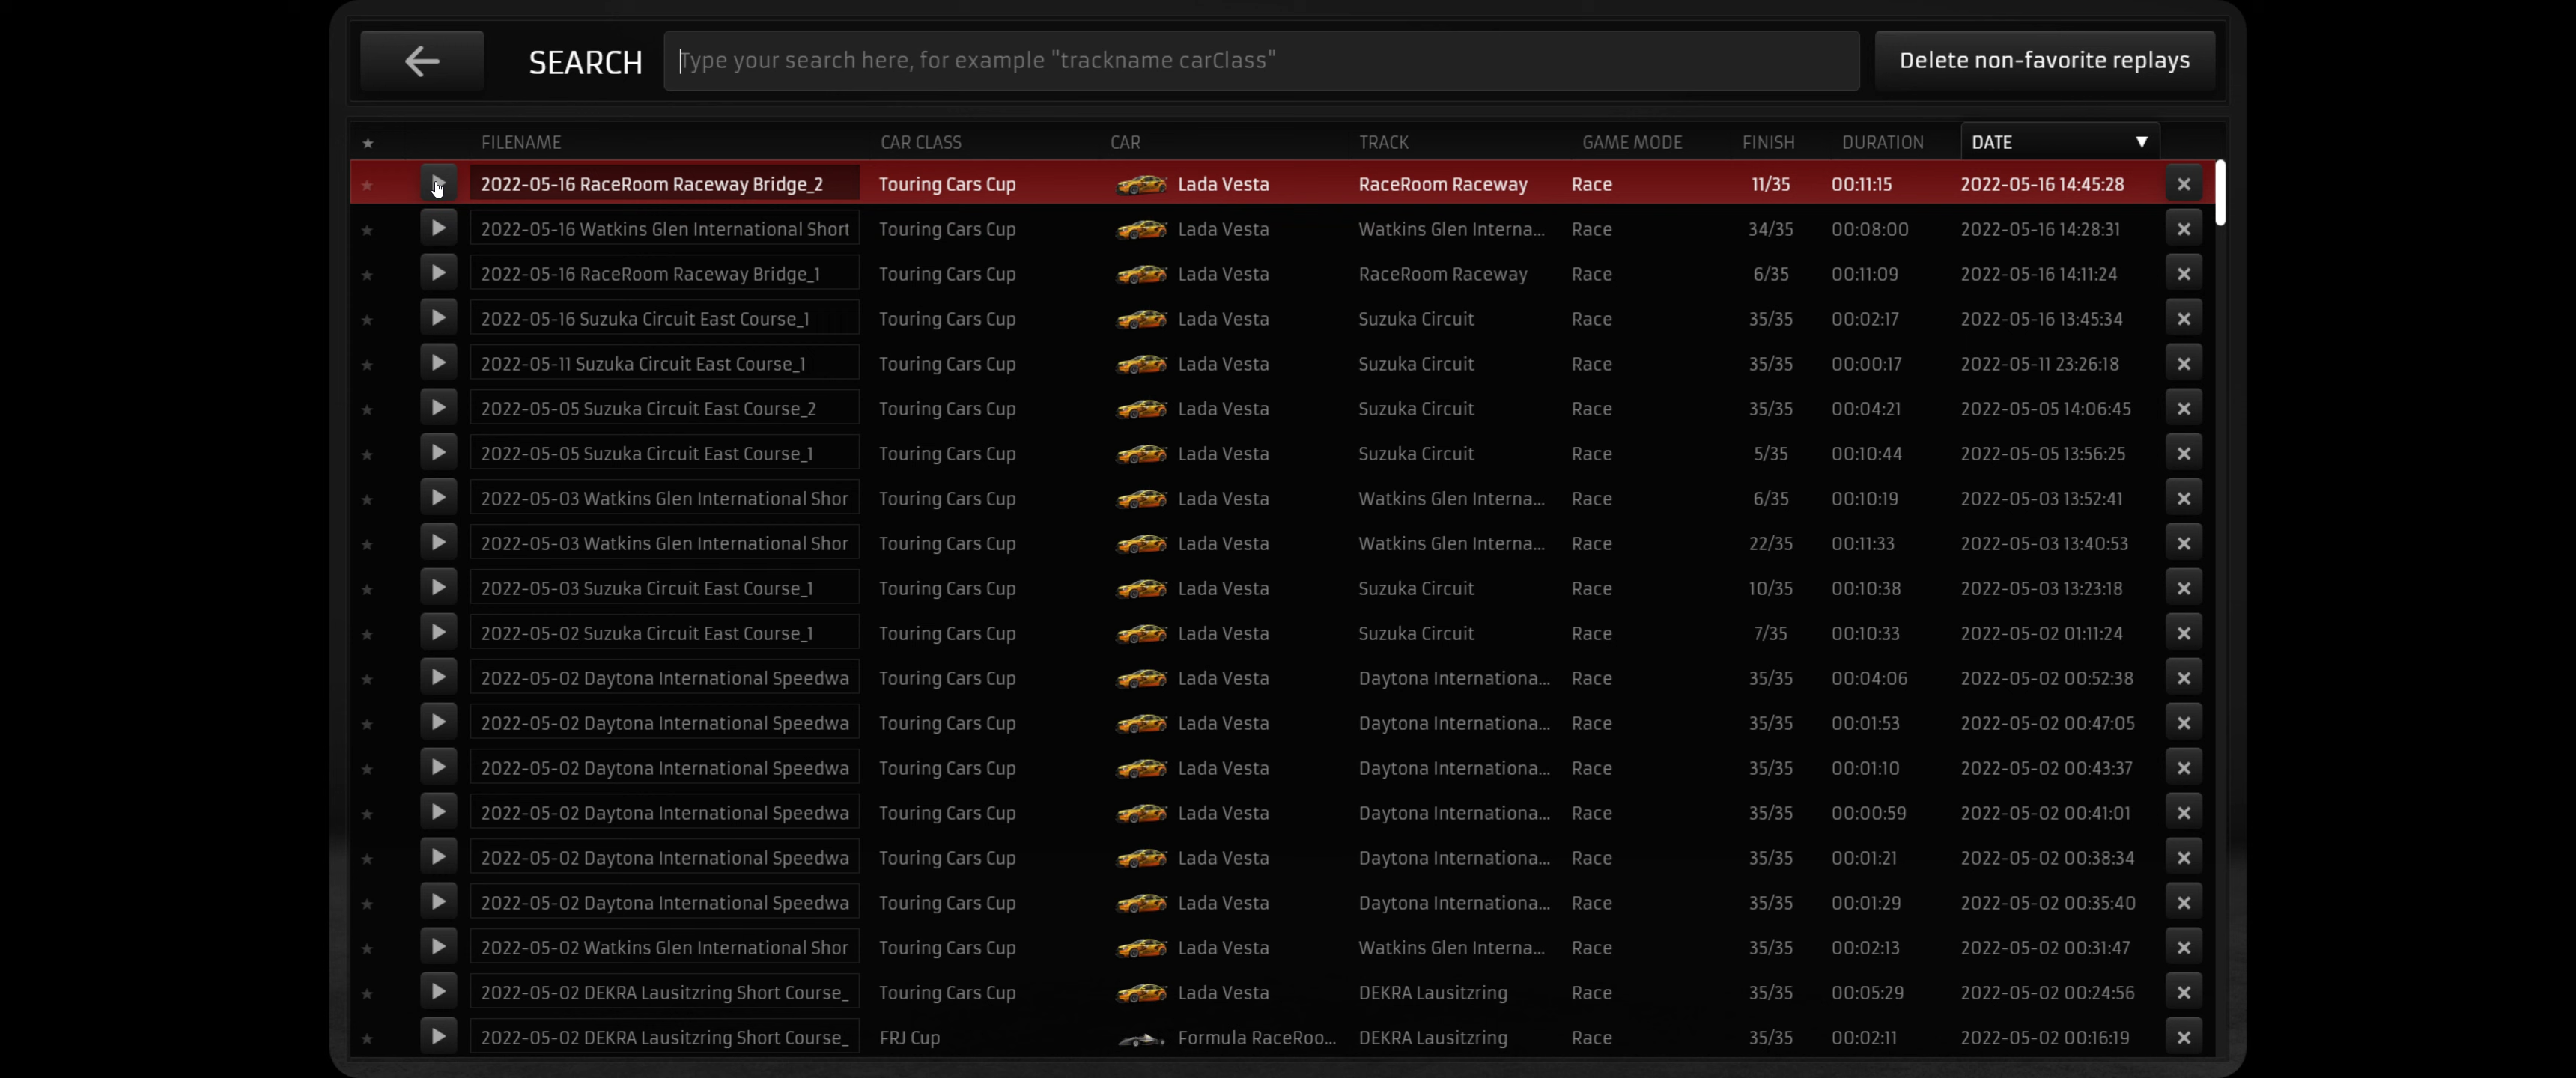 SEARCH Type your search here, for example "trackname carClass" Delete non-favorite replays
FILENAME CAR CLASS CAR TRACK GAME MODE FINISH DURATION DATE
2022-05-16 RaceRoom Raceway Bridge_2 Touring Cars Cup Lada Vesta RaceRoom Raceway Race 11/35 00:11:15 2022-05-16 14:45:28
2022-05-16 Watkins Glen International Short Touring Cars Cup Lada Vesta Watkins Glen Interna... Race 34/35 00:08:00 2022-05-16 14:28:31
2022-05-16 RaceRoom Raceway Bridge_1 Touring Cars Cup Lada Vesta RaceRoom Raceway Race 6/35 00:11:09 2022-05-16 14:11:24
2022-05-16 Suzuka Circuit East Course_1 Touring Cars Cup Lada Vesta Suzuka Circuit Race 35/35 00:02:17 2022-05-16 13:45:34
2022-05-11 Suzuka Circuit East Course_1 Touring Cars Cup Lada Vesta Suzuka Circuit Race 35/35 00:00:17 2022-05-11 23:26:18
2022-05-05 Suzuka Circuit East Course_2 Touring Cars Cup Lada Vesta Suzuka Circuit Race 35/35 00:04:21 2022-05-05 14:06:45
2022-05-05 Suzuka Circuit East Course_1 Touring Cars Cup Lada Vesta Suzuka Circuit Race 5/35 00:10:44 2022-05-05 13:56:25
2022-05-03 Watkins Glen International Shor Touring Cars Cup Lada Vesta Watkins Glen Interna... Race 6/35 00:10:19 2022-05-03 13:52:41
2022-05-03 Watkins Glen International Shor Touring Cars Cup Lada Vesta Watkins Glen Interna... Race 22/35 00:11:33 2022-05-03 13:40:53
2022-05-03 Suzuka Circuit East Course_1 Touring Cars Cup Lada Vesta Suzuka Circuit Race 10/35 00:10:38 2022-05-03 13:23:18
2022-05-02 Suzuka Circuit East Course_1 Touring Cars Cup Lada Vesta Suzuka Circuit Race 7/35 00:10:33 2022-05-02 01:11:24
2022-05-02 Daytona International Speedwa Touring Cars Cup Lada Vesta Daytona Internationa... Race 35/35 00:04:06 2022-05-02 00:52:38
2022-05-02 Daytona International Speedwa Touring Cars Cup Lada Vesta Daytona Internationa... Race 35/35 00:01:53 2022-05-02 00:47:05
2022-05-02 Daytona International Speedwa Touring Cars Cup Lada Vesta Daytona Internationa... Race 35/35 00:01:10 2022-05-02 00:43:37
2022-05-02 Daytona International Speedwa Touring Cars Cup Lada Vesta Daytona Internationa... Race 35/35 00:00:59 2022-05-02 00:41:01
2022-05-02 Daytona International Speedwa Touring Cars Cup Lada Vesta Daytona Internationa... Race 35/35 00:01:21 2022-05-02 00:38:34
2022-05-02 Daytona International Speedwa Touring Cars Cup Lada Vesta Daytona Internationa... Race 35/35 00:01:29 2022-05-02 00:35:40
2022-05-02 Watkins Glen International Shor Touring Cars Cup Lada Vesta Watkins Glen Interna... Race 35/35 00:02:13 2022-05-02 00:31:47
2022-05-02 DEKRA Lausitzring Short Course_ Touring Cars Cup Lada Vesta DEKRA Lausitzring Race 35/35 00:05:29 2022-05-02 00:24:56
2022-05-02 DEKRA Lausitzring Short Course_ FRJ Cup Formula RaceRoo... DEKRA Lausitzring Race 35/35 00:02:11 2022-05-02 00:16:19